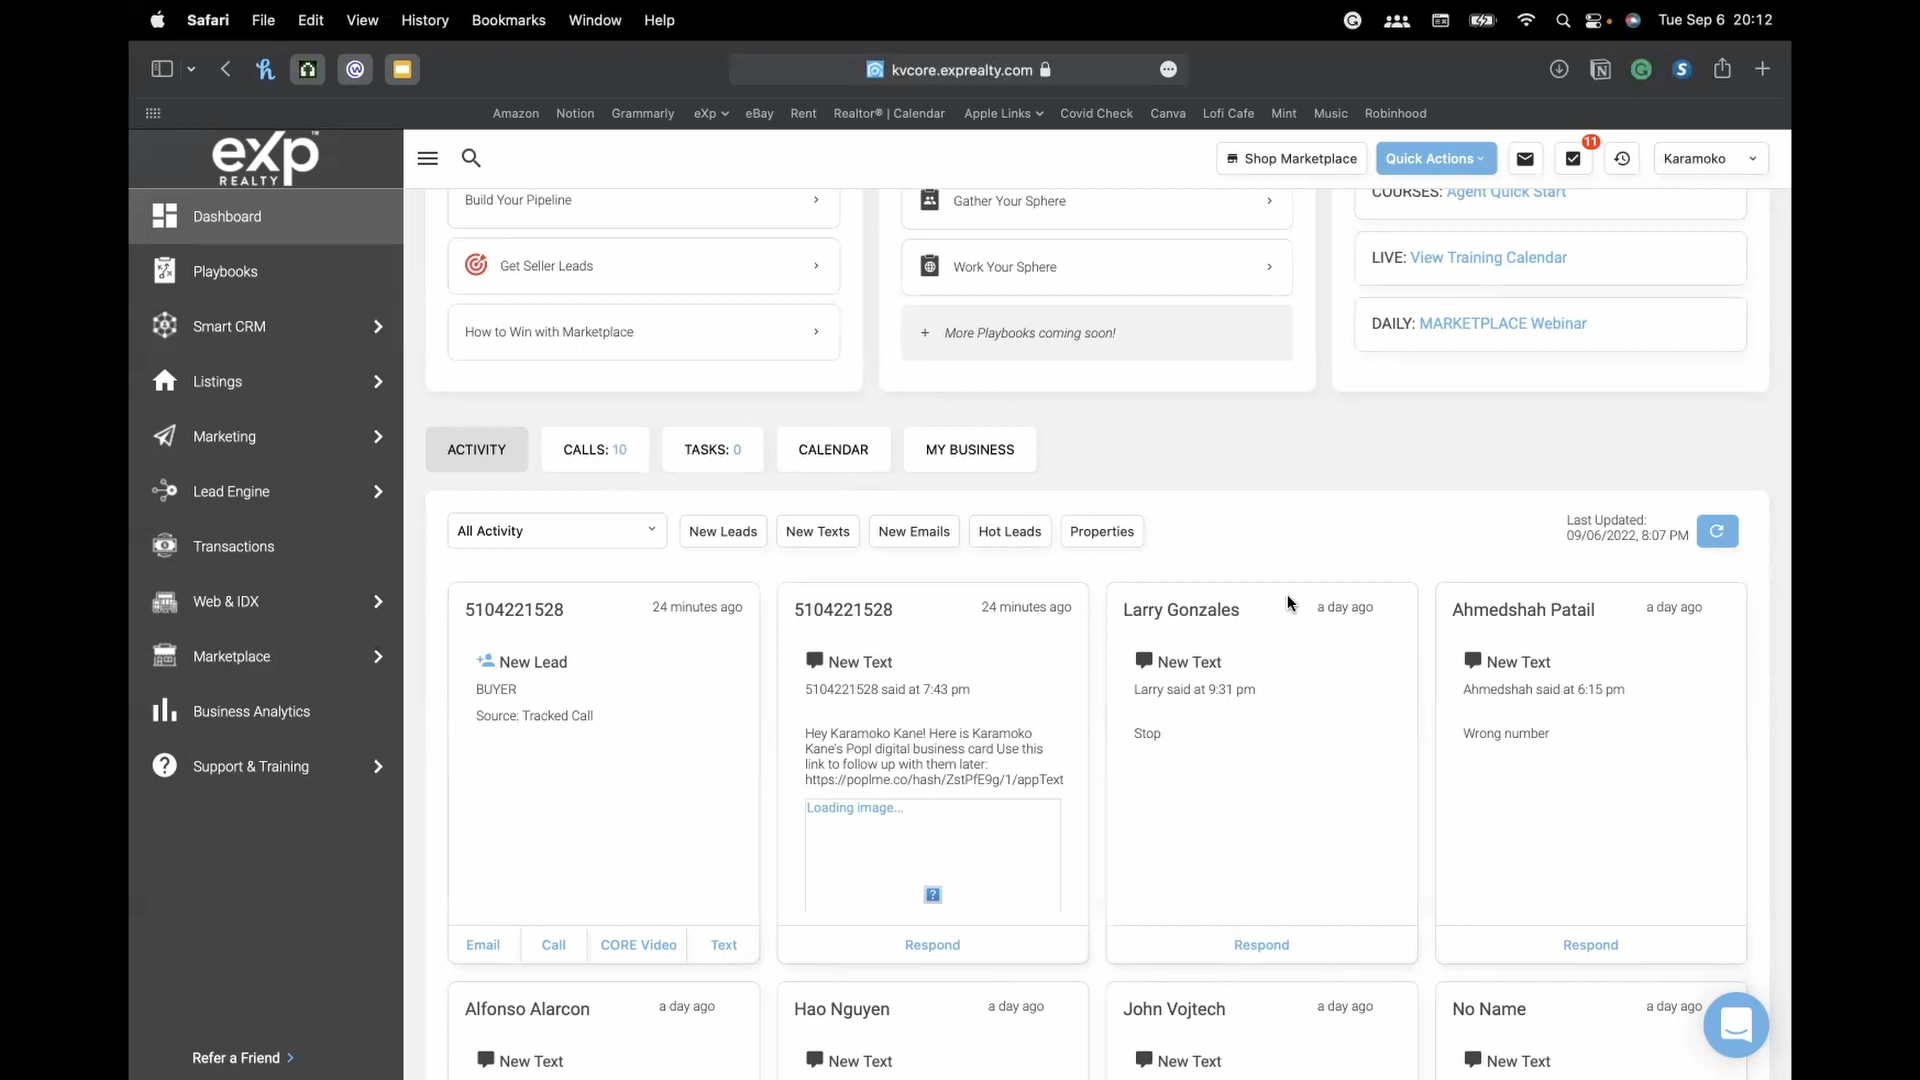 Safari File Edit View History Bookmarks Window Help
Tue Sep 6 20:12
kvcore.exprealty.com
Amazon Notion Grammarly eXp eBay Rent Realtor® | Calendar Apple Links Covid Check Canva Lofi Cafe Mint Music Robinhood
eXp™
REALTY
Shop Marketplace Quick Actions 11 Karamoko
Dashboard
Playbooks
Smart CRM
Listings
Marketing
Lead Engine
Transactions
Web & IDX
Marketplace
Business Analytics
Support & Training
Refer a Friend >
Build Your Pipeline
Get Seller Leads
How to Win with Marketplace
Gather Your Sphere
Work Your Sphere
+ More Playbooks coming soon!
COURSES: Agent Quick Start
LIVE: View Training Calendar
DAILY: MARKETPLACE Webinar
ACTIVITY CALLS: 10 TASKS: 0 CALENDAR MY BUSINESS
All Activity New Leads New Texts New Emails Hot Leads Properties
Last Updated:
09/06/2022, 8:07 PM
5104221528 24 minutes ago
New Lead
BUYER
Source: Tracked Call
Email Call CORE Video Text
5104221528 24 minutes ago
New Text
5104221528 said at 7:43 pm
Hey Karamoko Kane! Here is Karamoko
Kane's Popl digital business card Use this
link to follow up with them later:
https://poplme.co/hash/ZstPfE9g/1/appText
Loading image...
?
Respond
Larry Gonzales a day ago
New Text
Larry said at 9:31 pm
Stop
Respond
Ahmedshah Patail a day ago
New Text
Ahmedshah said at 6:15 pm
Wrong number
Respond
Alfonso Alarcon a day ago
New Text
Hao Nguyen a day ago
New Text
John Vojtech a day ago
New Text
No Name a day ago
New Text